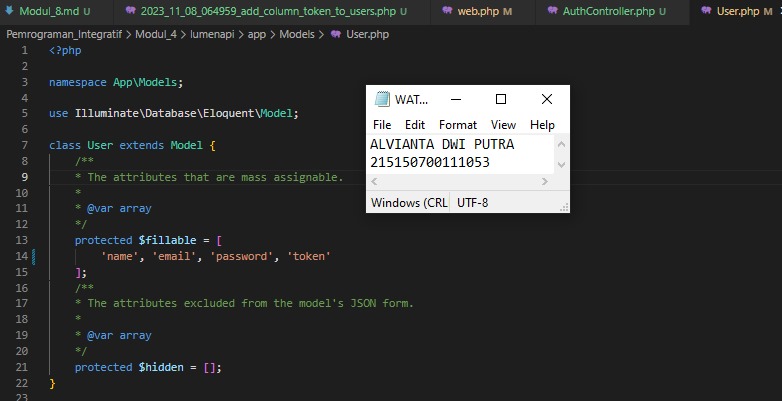 Modul_8.md U
2023_11_08_064959_add_column_token_to_users.php U
web.php M
AuthController.php U
User.php M
Pemrograman_Integratif > Modul_4 > lumenapi > app > Models > User.php
1 <?php
2
3 namespace App\Models;
4
5 use Illuminate\Database\Eloquent\Model;
6
7 class User extends Model {
8 /**
9 * The attributes that are mass assignable.
10 *
11 * @var array
12 */
13 protected $fillable = [
14 'name', 'email', 'password', 'token'
15 ];
16 /**
17 * The attributes excluded from the model's JSON form.
18 *
19 * @var array
20 */
21 protected $hidden = [];
22 }
23
WAT...
File Edit Format View Help
ALVIANTA DWI PUTRA
215150700111053
Windows (CRL UTF-8